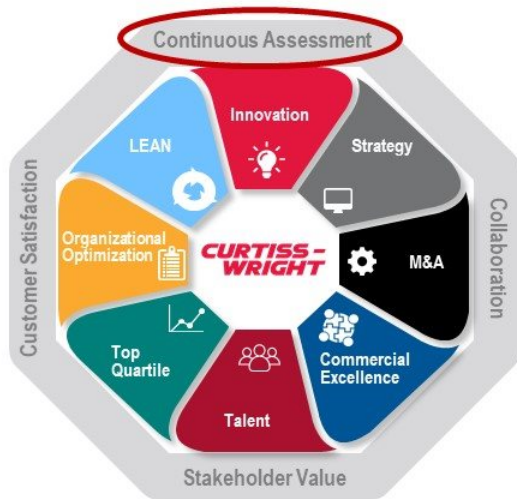 Continuous Assessment
Innovation
LEAN
Strategy
Customer Satisfaction
Organizational
Optimization
CURTISS-
WRIGHT
M&A
Collaboration
Top
Quartile
Commercial
Excellence
Talent
Stakeholder Value